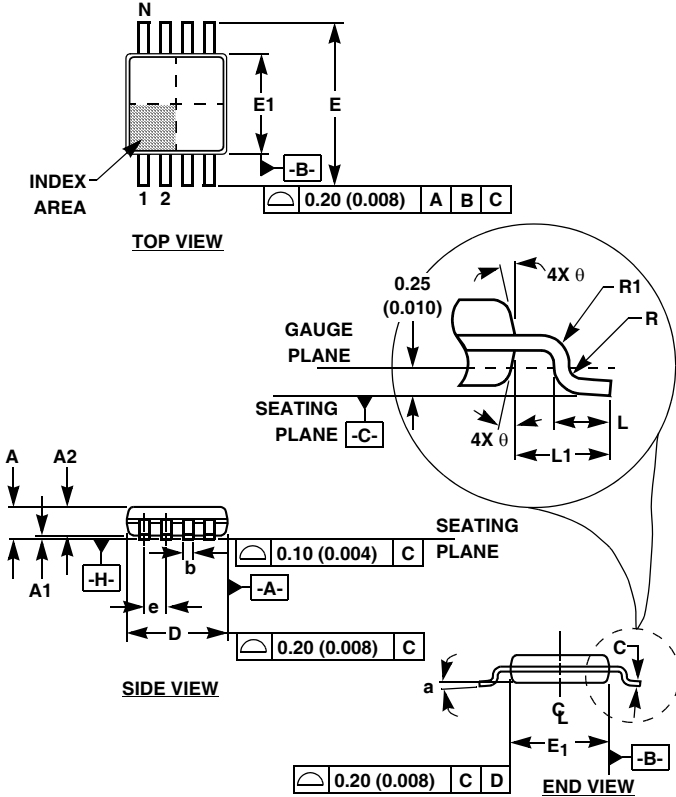 N
E1
E
-B-
INDEX
AREA
1 2
0.20 (0.008) A B C
TOP VIEW
0.25
(0.010)
4X θ
R1
R
GAUGE
PLANE
SEATING
PLANE -C-
4X θ
L
L1
A A2
SEATING
PLANE
A1
-H-
b
0.10 (0.004) C
-A-
e
D
0.20 (0.008) C
SIDE VIEW
C
a
CL
E1
-B-
0.20 (0.008) C D
END VIEW